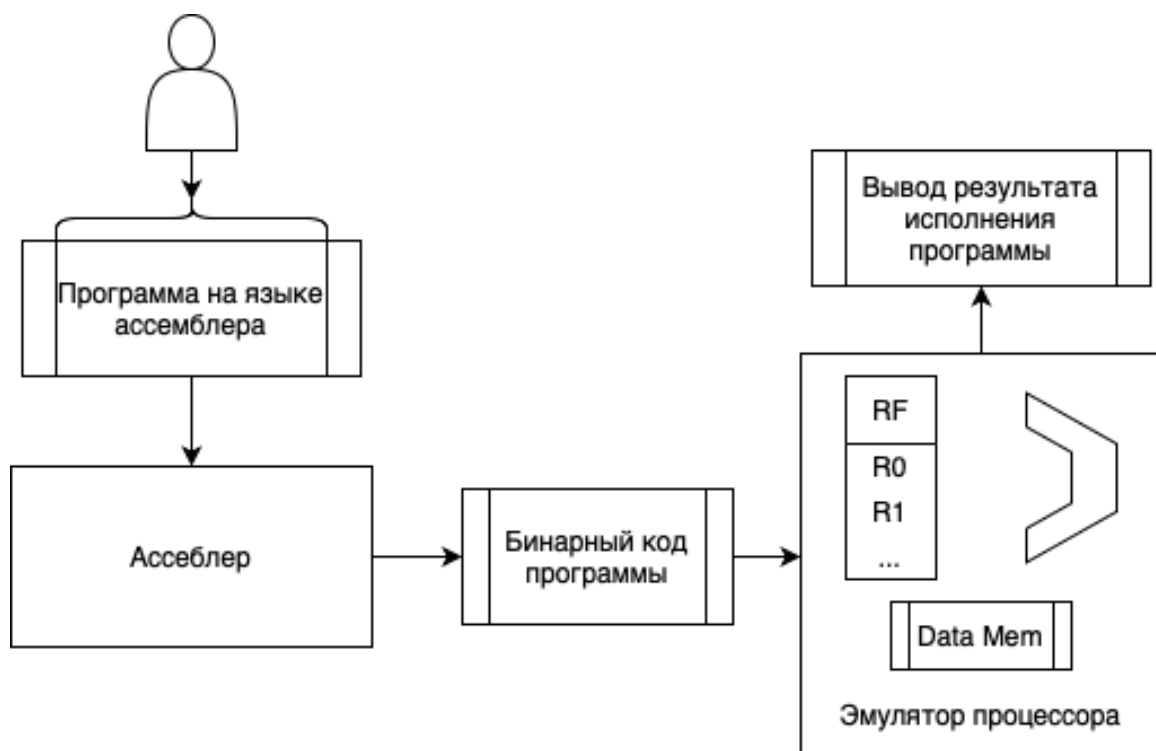 Программа на языке
ассемблера
Ассеблер
Бинарный код
программы
Вывод результата
исполнения
программы
RF
R0
R1
...
Data Mem
Эмулятор процессора